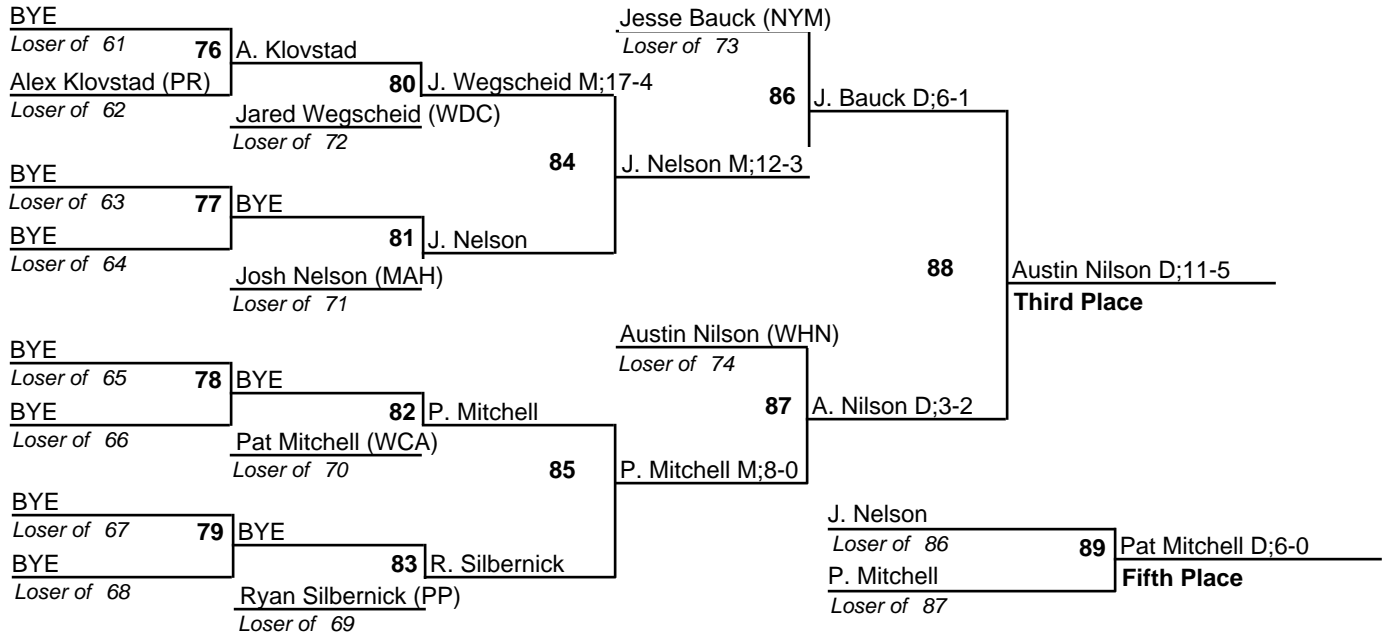 BYE
Loser of 61
76
Alex Klovstad (PR)
Loser of 62
A. Klovstad
80
Jared Wegscheid (WDC)
Loser of 72
J. Wegscheid M;17-4
BYE
Loser of 63
77
BYE
Loser of 64
BYE
81
Josh Nelson (MAH)
Loser of 71
J. Nelson
84
Jesse Bauck (NYM)
Loser of 73
86
J. Nelson M;12-3
J. Bauck D;6-1
BYE
Loser of 65
78
BYE
Loser of 66
BYE
82
Pat Mitchell (WCA)
Loser of 70
P. Mitchell
BYE
Loser of 67
79
BYE
Loser of 68
BYE
83
Ryan Silbernick (PP)
Loser of 69
R. Silbernick
85
Austin Nilson (WHN)
Loser of 74
87
P. Mitchell M;8-0
A. Nilson D;3-2
88
Austin Nilson D;11-5
Third Place
J. Nelson
Loser of 86
89
P. Mitchell
Loser of 87
Pat Mitchell D;6-0
Fifth Place